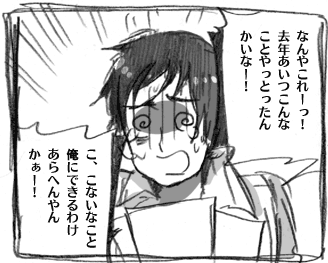 なんやこれーっ！
去年あいつこんな
ことやっとったん
かいな！！
こ、こないなこと
俺にできるわけ
あらへんやん
かぁー！！